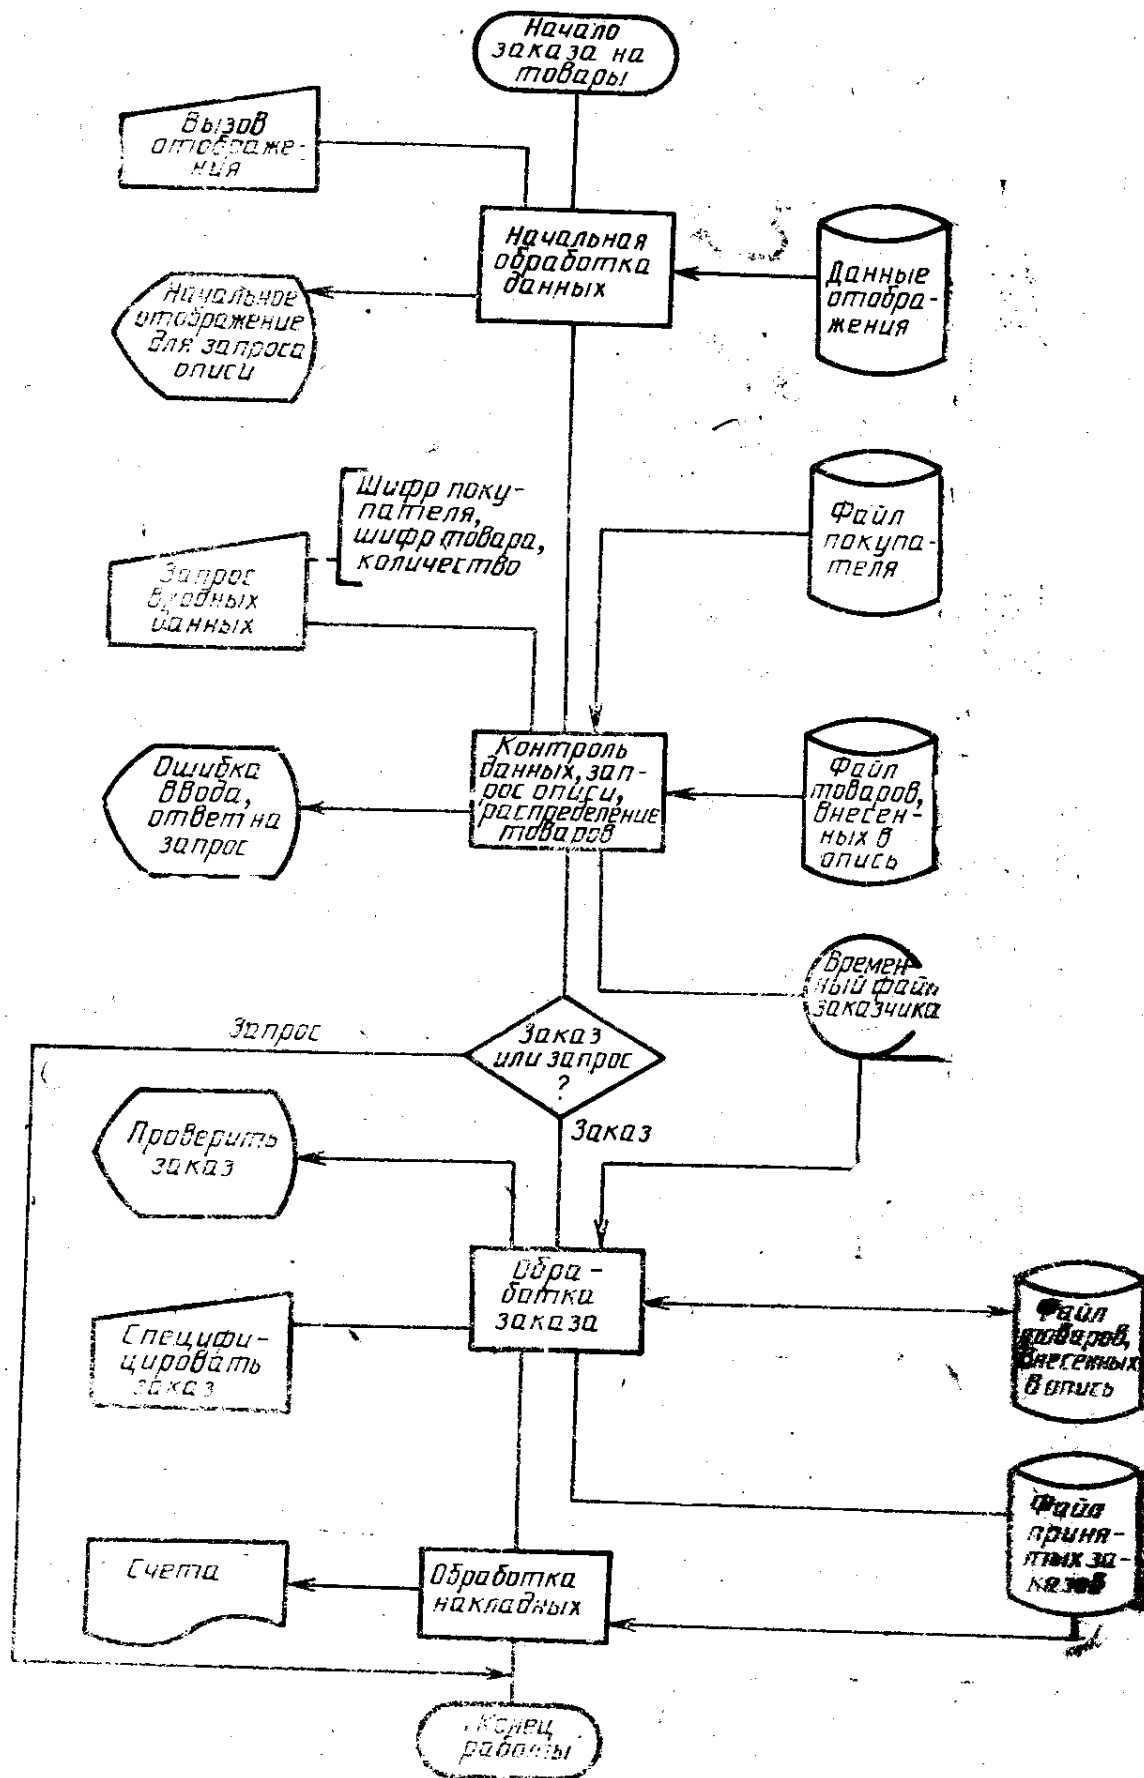 Начало
заказа на
товары
Вызов
отображе-
ния
Начальная
обработка
данных
Данные
отобра-
жения
Начальное
отображение
для запроса
описи
Шифр поку-
пателя,
шифр товара,
количество
Файл
покупа-
теля
Запрос
входных
данных
Контроль
данных, зап-
рос описи,
распределение
товаров
Ошибка
ввода,
ответ на
запрос
Файл
товаров,
внесен-
ных в
опись
Времен-
ный файл
заказчика
Запрос
Заказ
или запрос
?
Заказ
Проверить
заказ
Обра-
ботка
заказа
Файл
товаров,
внесенных
в опись
Специфи-
цировать
заказ
Файл
приня-
тых за-
казов
Счета
Обработка
накладных
Конец
работы